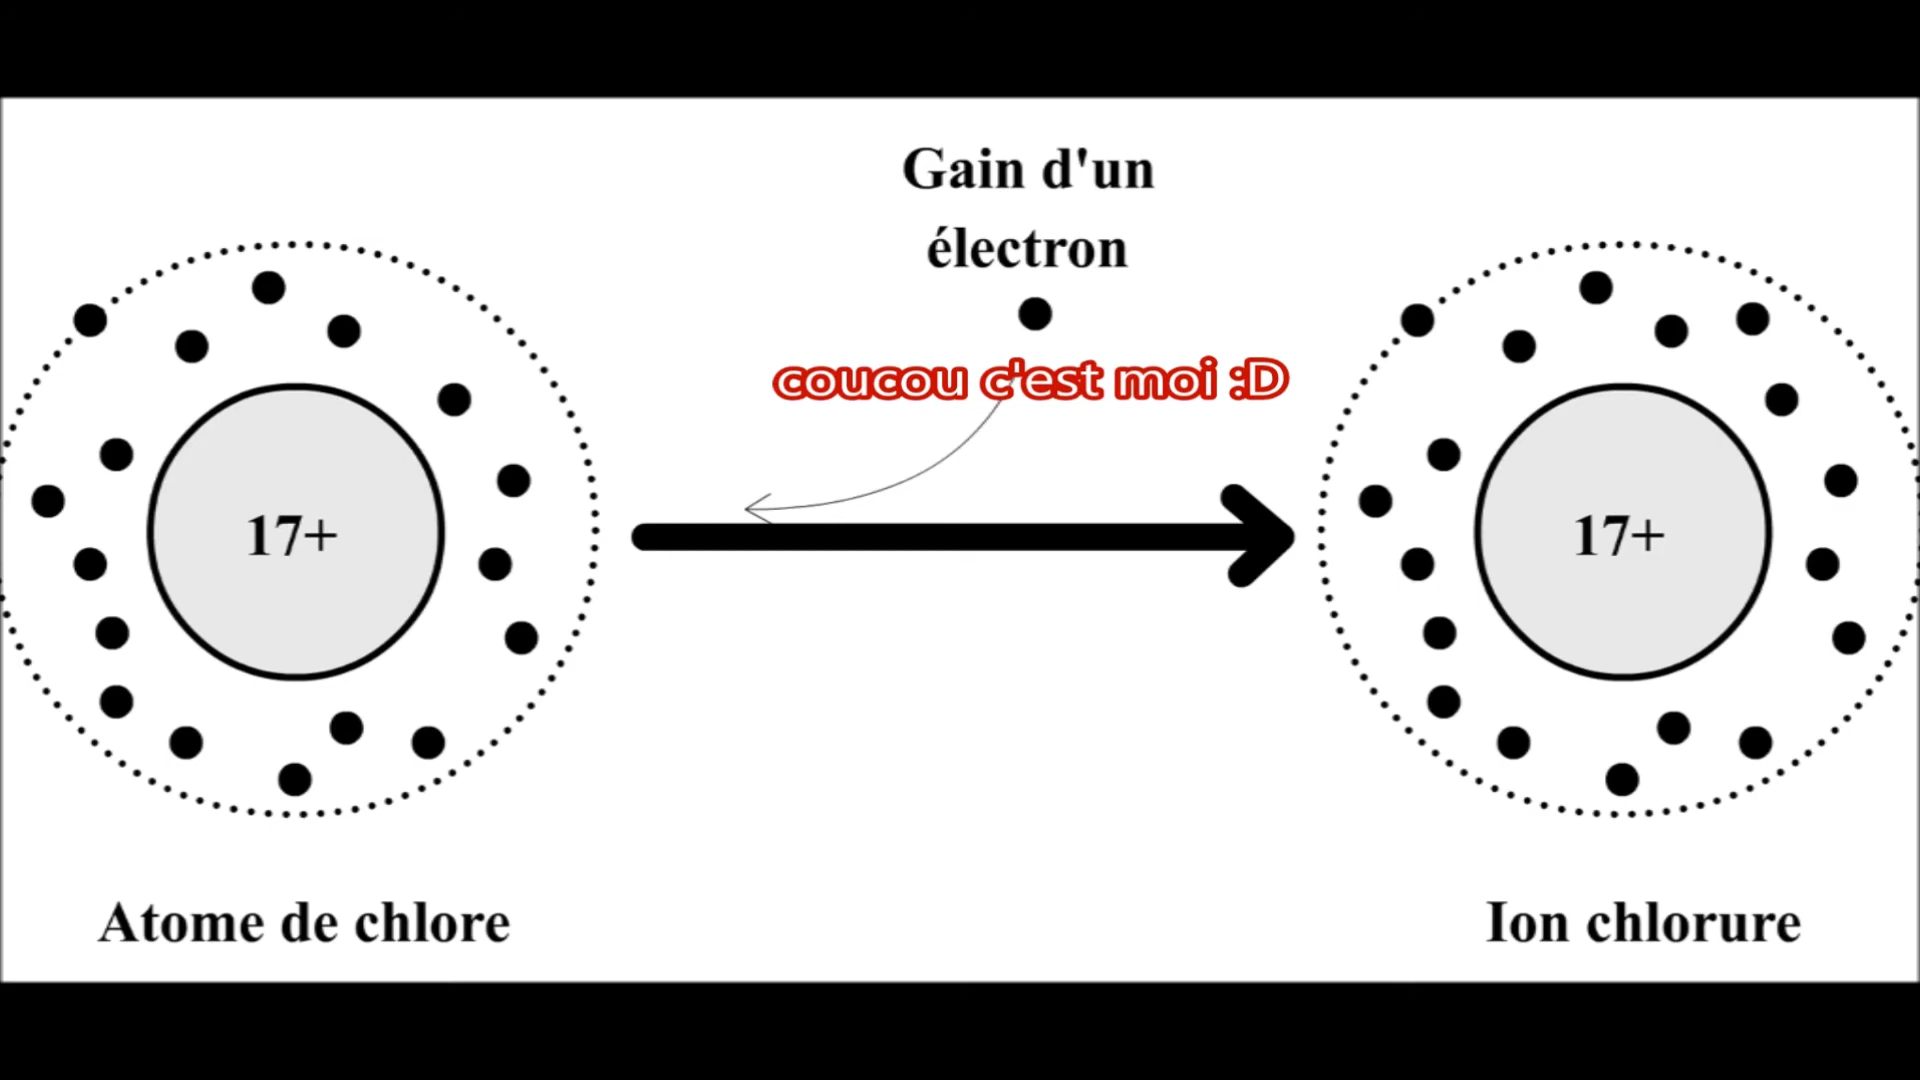 Gain d'un
électron
coucou c'est moi :D
17+
17+
Atome de chlore
Ion chlorure